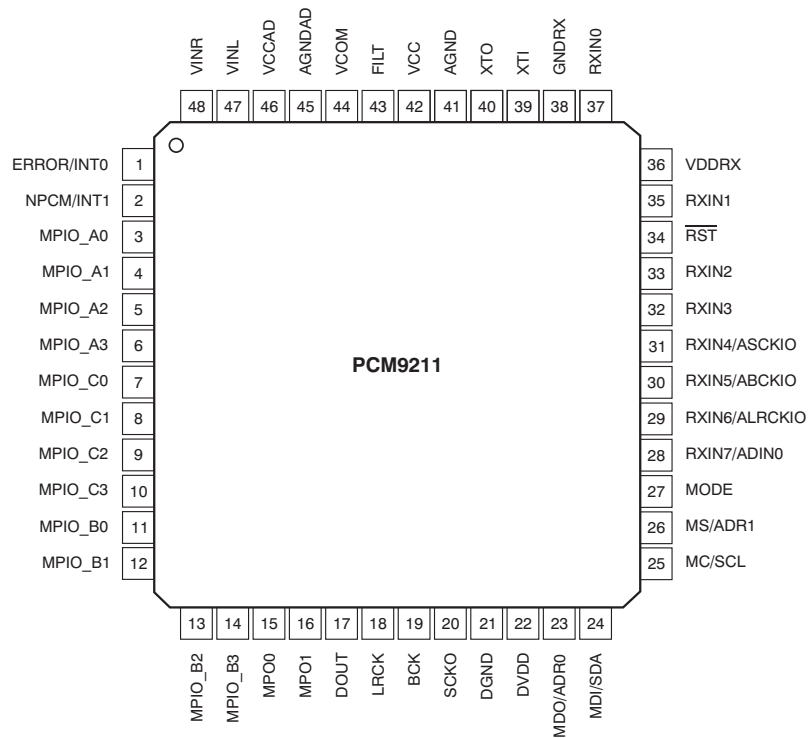 VINR VINL VCCAD AGNDAD VCOM FILT VCC AGND XTO XTI GNDRX RXIN0
48 47 46 45 44 43 42 41 40 39 38 37
ERROR/INT0 1 36 VDDRX
NPCM/INT1 2 35 RXIN1
MPIO_A0 3 34 RST
MPIO_A1 4 33 RXIN2
MPIO_A2 5 32 RXIN3
MPIO_A3 6 31 RXIN4/ASCKIO
PCM9211
MPIO_C0 7 30 RXIN5/ABCKIO
MPIO_C1 8 29 RXIN6/ALRCKIO
MPIO_C2 9 28 RXIN7/ADIN0
MPIO_C3 10 27 MODE
MPIO_B0 11 26 MS/ADR1
MPIO_B1 12 25 MC/SCL
13 14 15 16 17 18 19 20 21 22 23 24
MPIO_B2 MPIO_B3 MPO0 MPO1 DOUT LRCK BCK SCKO DGND DVDD MDO/ADR0 MDI/SDA